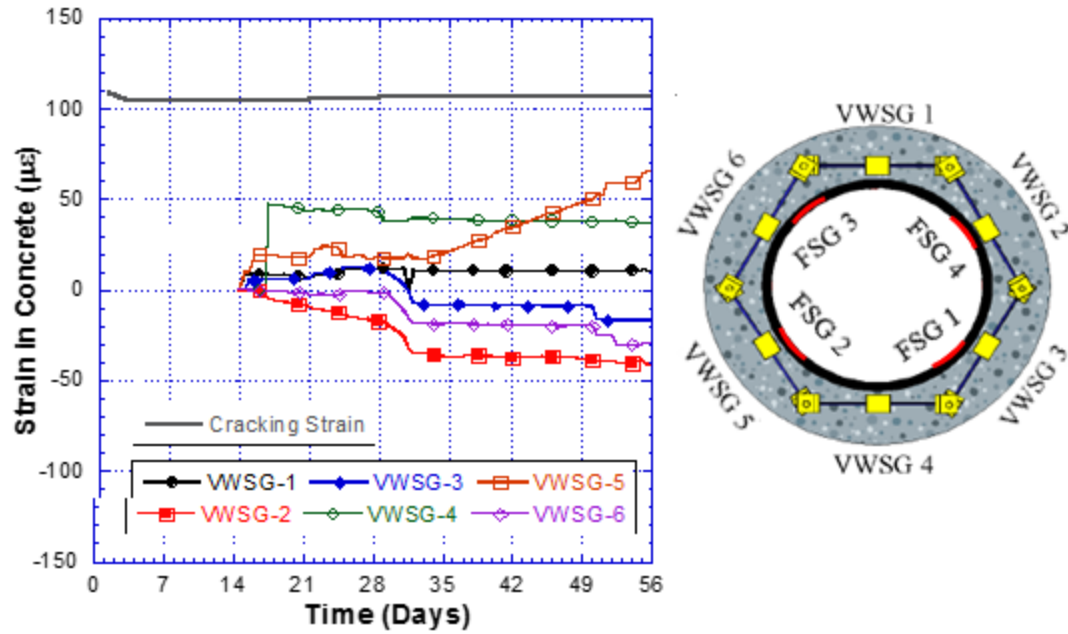 150
100
50
0
-50
-100
-150
Strain in Concrete (µε)
Cracking Strain
VWSG-1 VWSG-3 VWSG-5
VWSG-2 VWSG-4 VWSG-6
0 7 14 21 28 35 42 49 56
Time (Days)
VWSG 1
VWSG 6
VWSG 2
FSG 3
FSG 4
FSG 2
FSG 1
VWSG 5
VWSG 3
VWSG 4